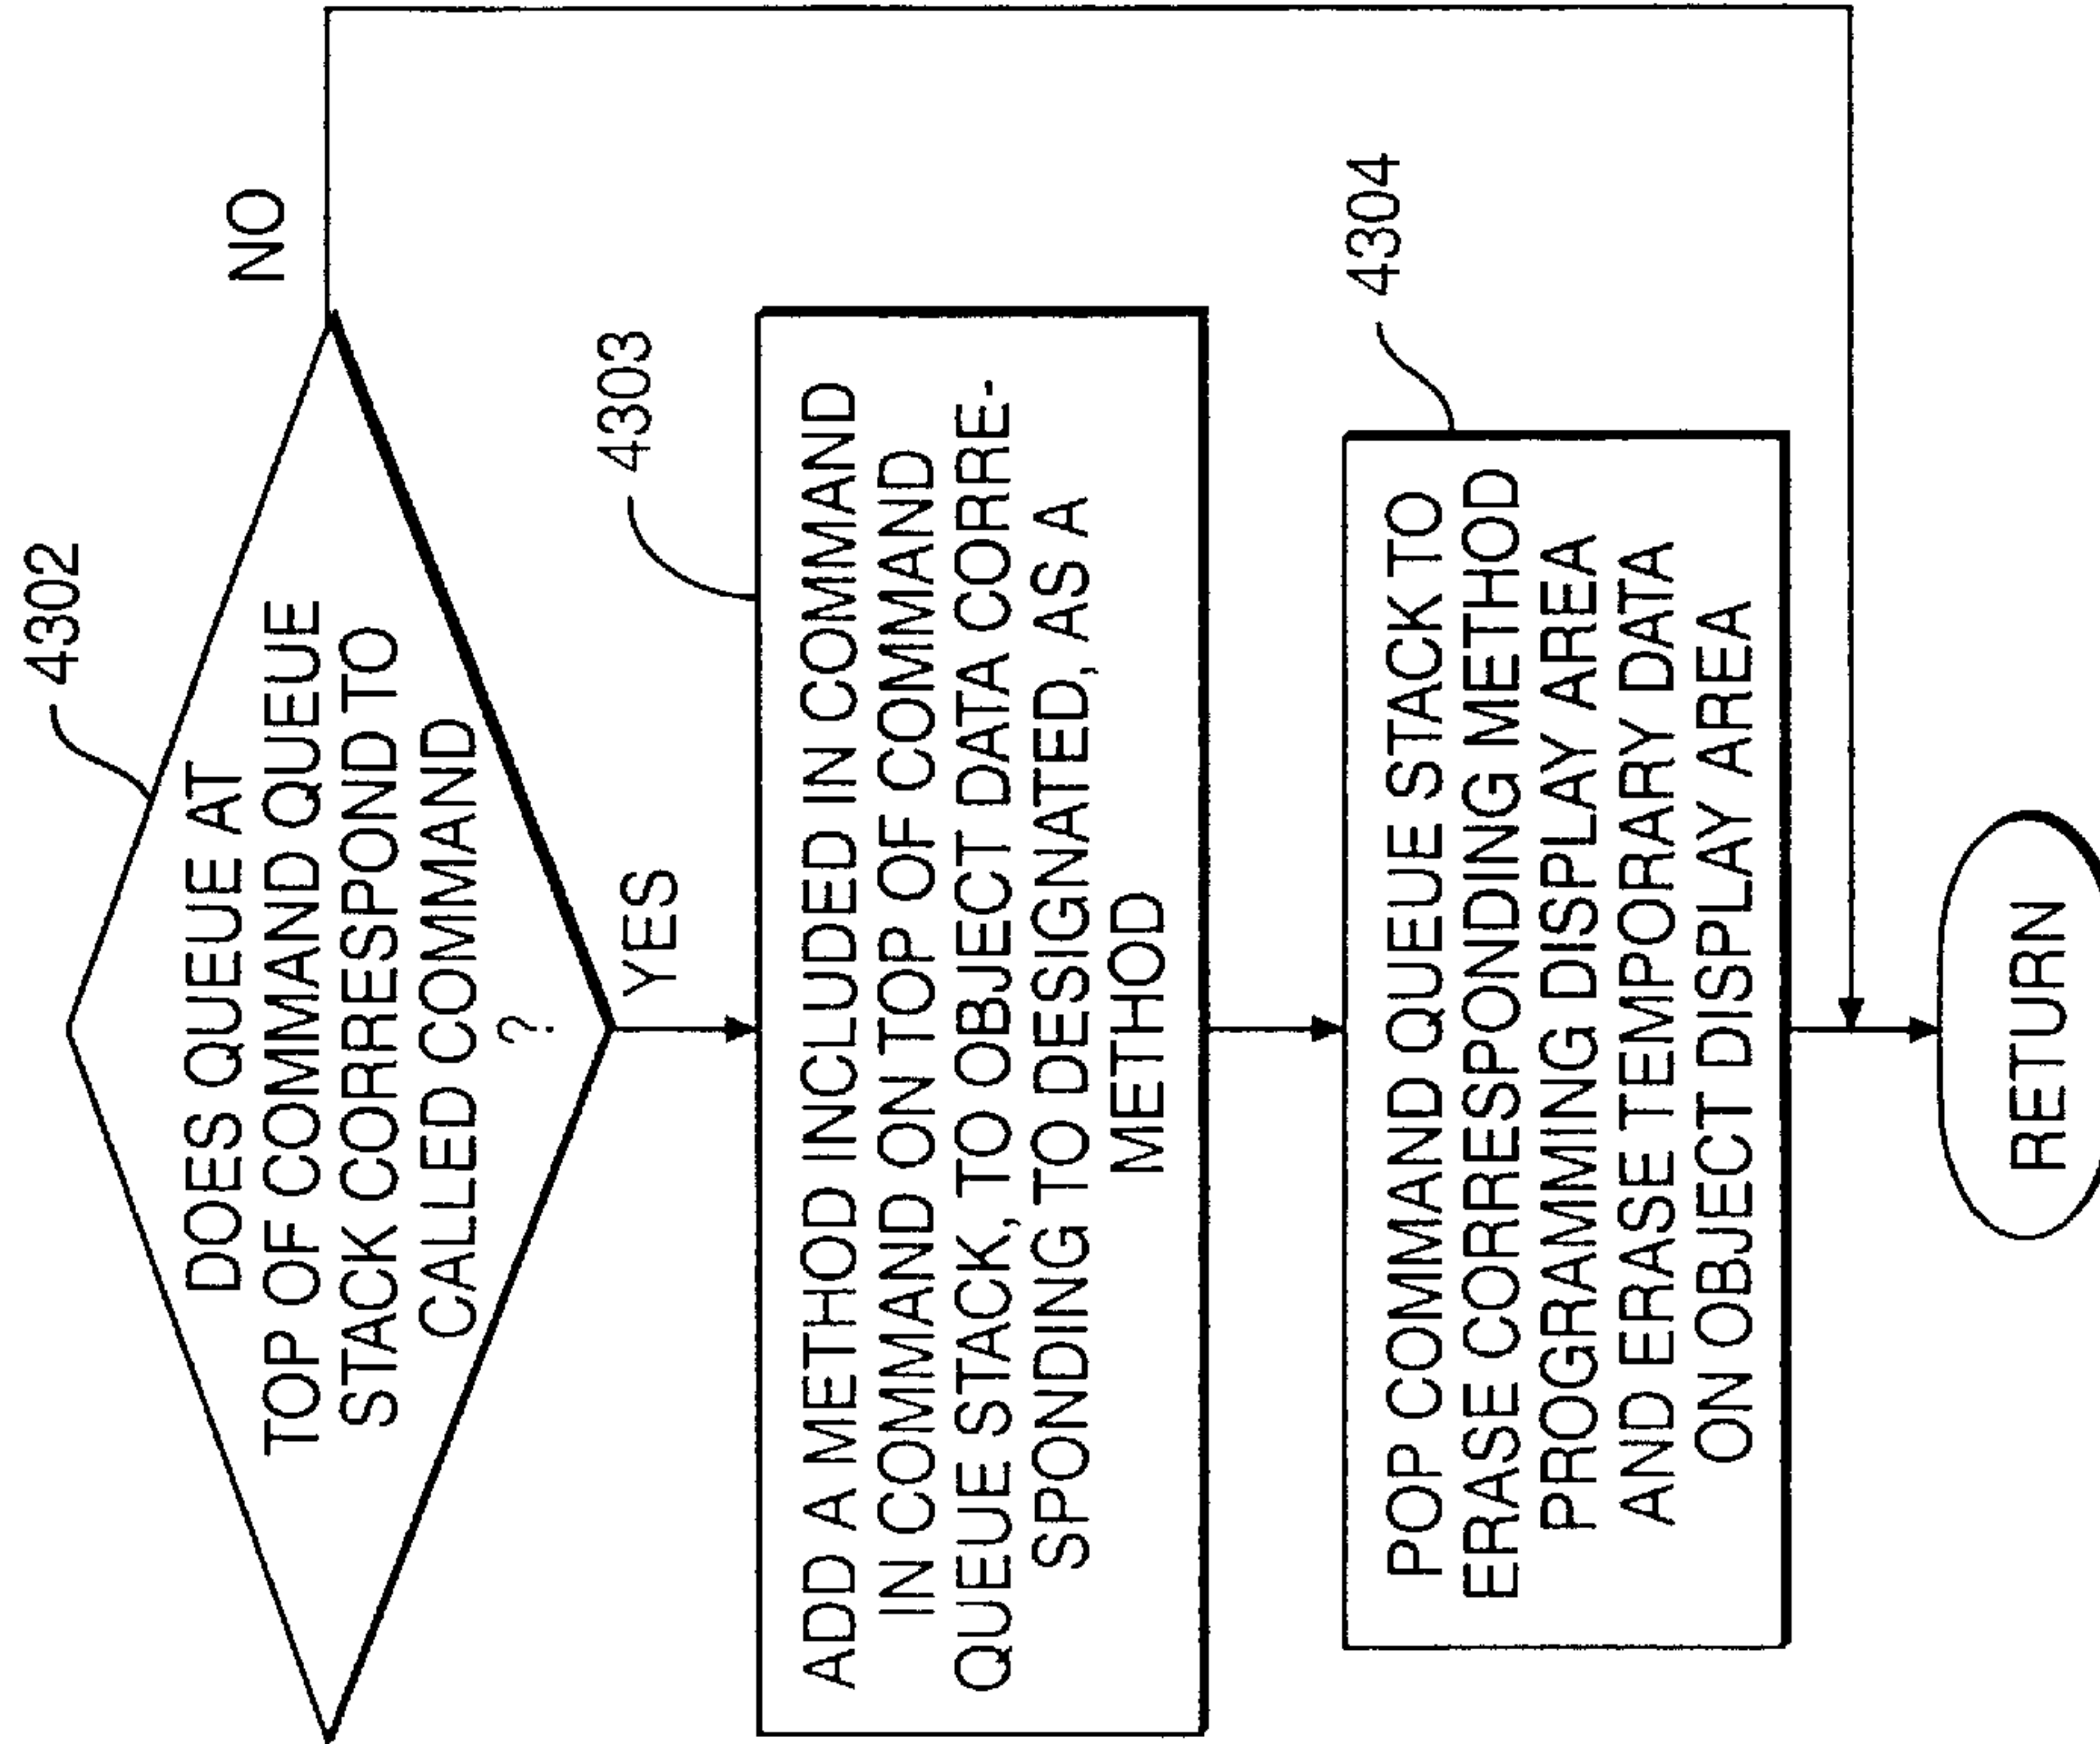 4302
DOES QUEUE AT
TOP OF COMMAND QUEUE
STACK CORRESPOND TO
CALLED COMMAND
?
NO
YES
4303
ADD A METHOD INCLUDED IN COMMAND
IN COMMAND ON TOP OF COMMAND
QUEUE STACK, TO OBJECT DATA CORRE-
SPONDING TO DESIGNATED, AS A
METHOD
4304
POP COMMAND QUEUE STACK TO
ERASE CORRESPONDING METHOD
PROGRAMMING DISPLAY AREA
AND ERASE TEMPORARY DATA
ON OBJECT DISPLAY AREA
RETURN